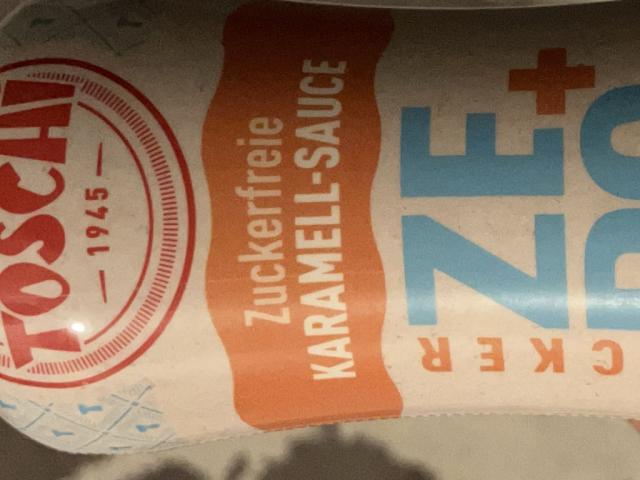 TOSCHI
1945
Zuckerfreie
KARAMELL-SAUCE
ZE+
CKER